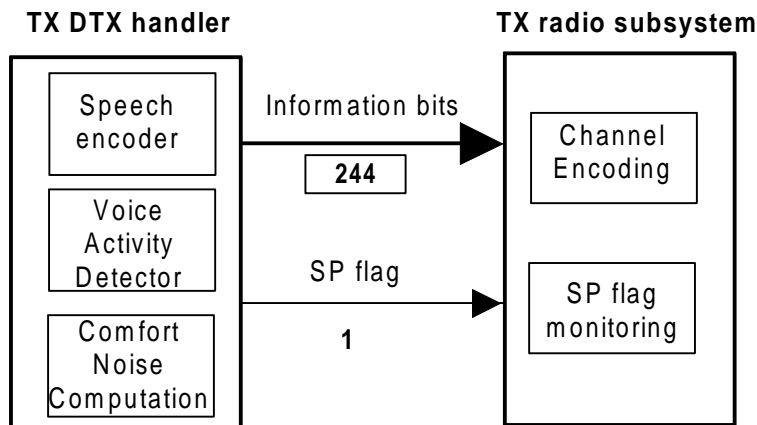 TX DTX handler
TX radio subsystem
Speech
encoder
Information bits
244
Channel
Encoding
Voice
Activity
Detector
SP flag
1
SP flag
monitoring
Comfort
Noise
Computation